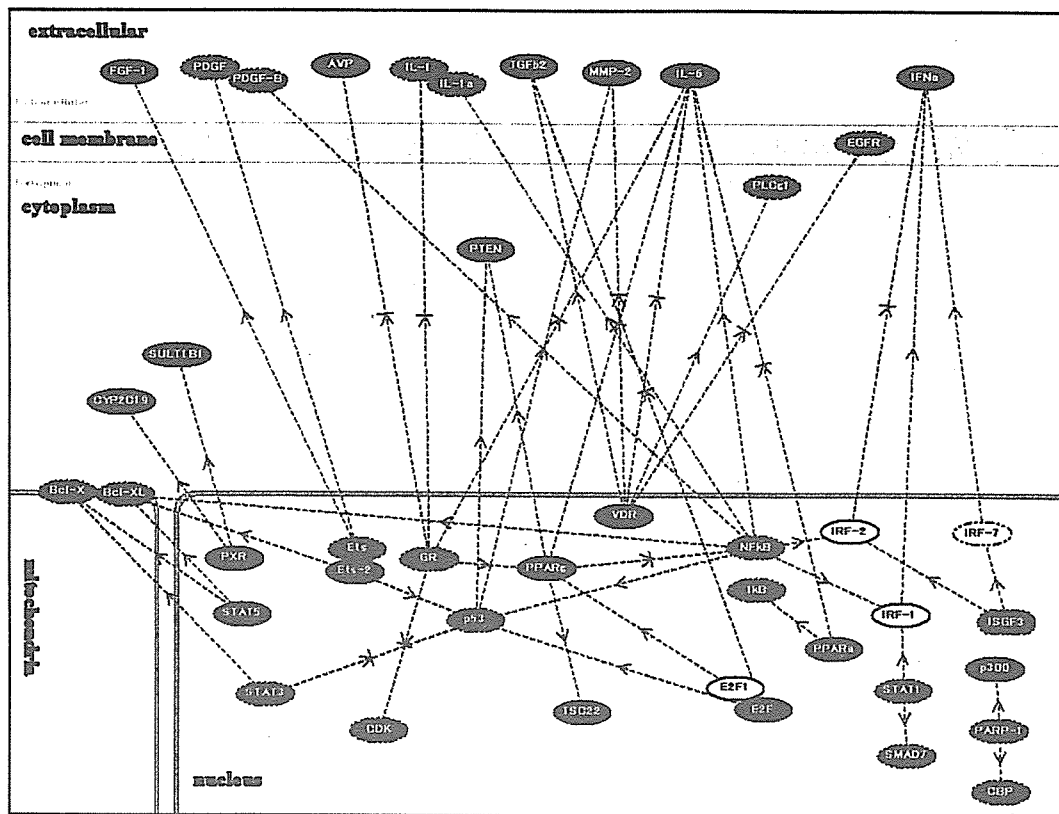 extracellular
FGF-1
PDGF
PDGF-B
AVP
IL-1
IL-1a
TGFb2
MMP-2
IL-6
IFNa
cell membrane
EGFR
cytoplasm
PLCg1
PTEN
SULT1B1
CYP2C19
Bcl-X
Bcl-XL
VDR
PXR
Ets
Ets-2
GR
PPARg
NFkB
IRF-2
IRF-7
mitochondria
STAT5
p53
IkB
PPARa
IRF-1
ISGF3
STAT3
CDK
TSC22
E2F1
E2F
STAT1
p300
SMAD7
PARP-1
CBP
nucleus